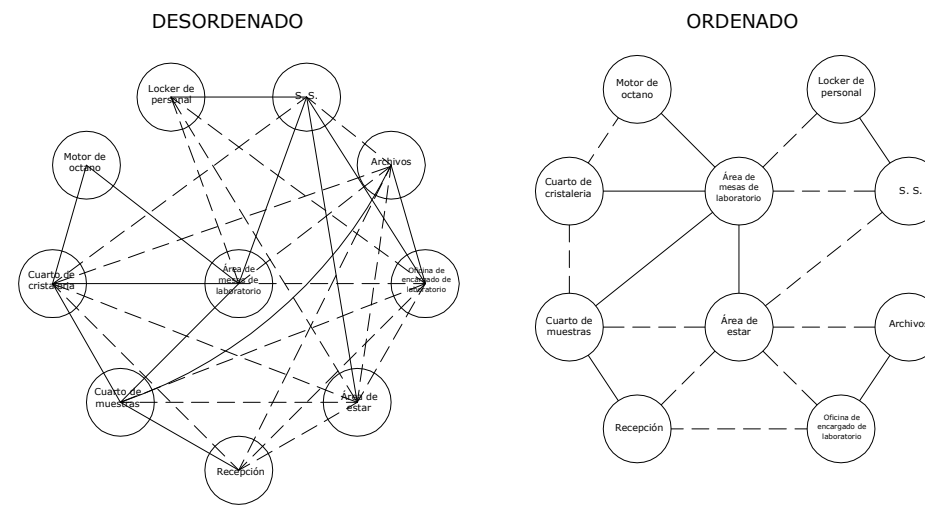 DESORDENADO
Locker de
personal
S. S.
Motor de
octano
Archivos
Cuarto de
cristaleria
Área de
mesas de
laboratorio
Oficina de
encargado de
laboratorio
Cuarto de
muestras
Área de
estar
Recepción
ORDENADO
Motor de
octano
Locker de
personal
Cuarto de
cristaleria
Área de
mesas de
laboratorio
S. S.
Cuarto de
muestras
Área de
estar
Archivos
Recepción
Oficina de
encargado de
laboratorio